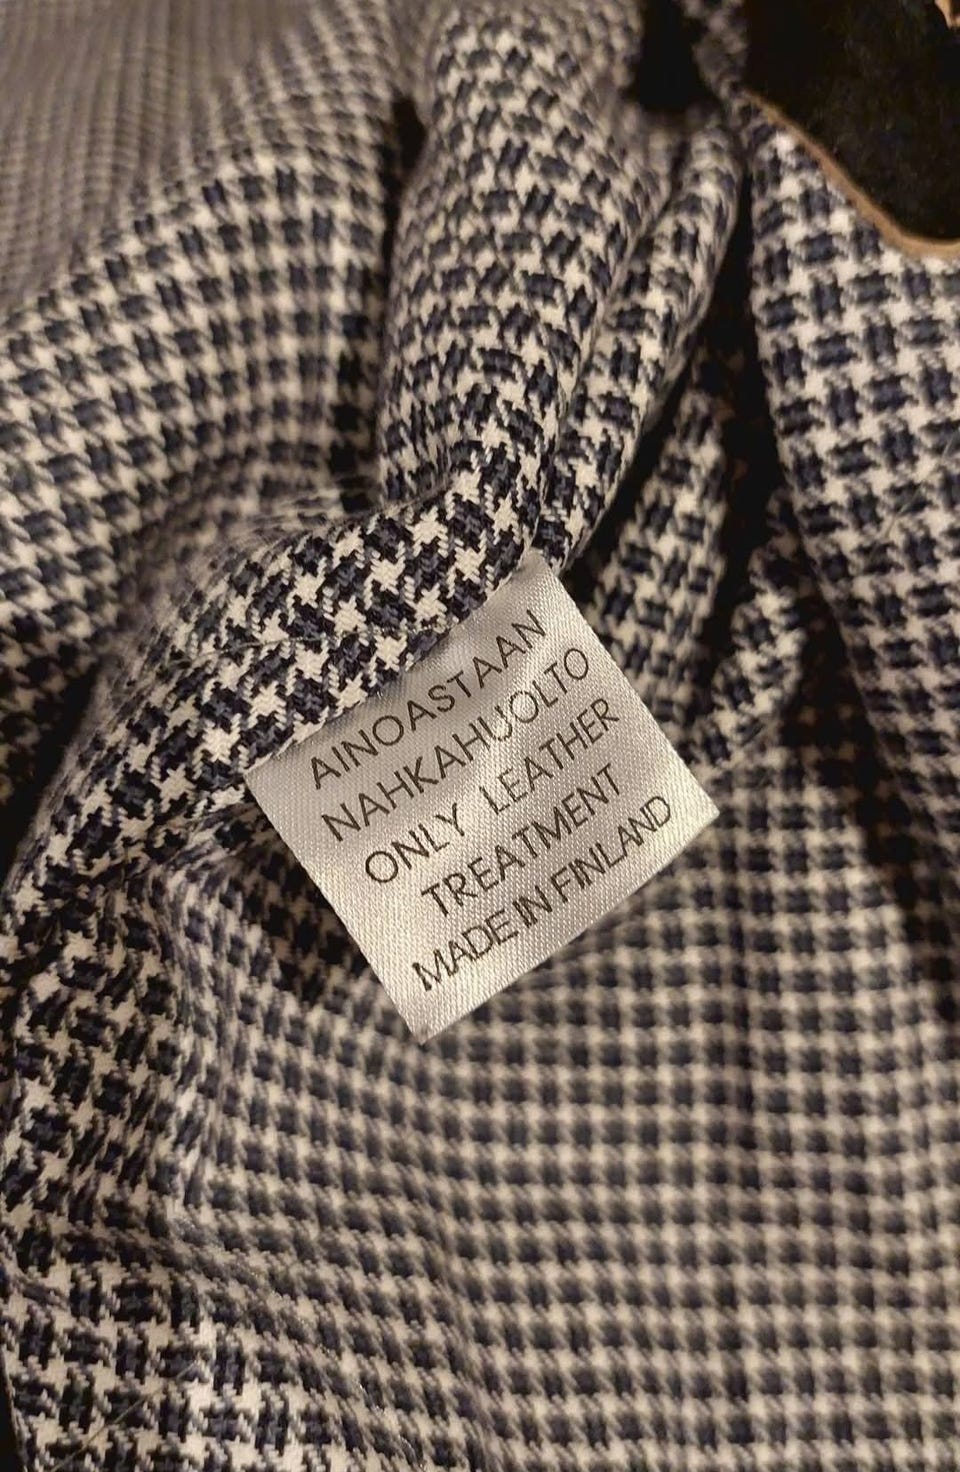 AINOASTAAN
NAHKAHUOLTO
ONLY LEATHER
TREATMENT
MADE IN FINLAND